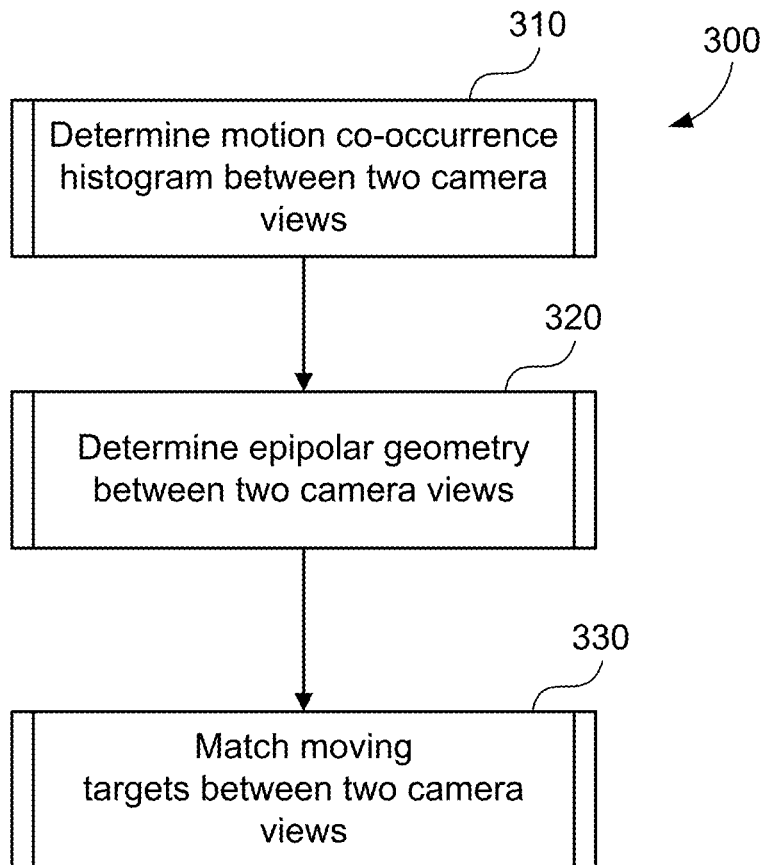 310
300
Determine motion co-occurrence
histogram between two camera
views
320
Determine epipolar geometry
between two camera views
330
Match moving
targets between two camera
views